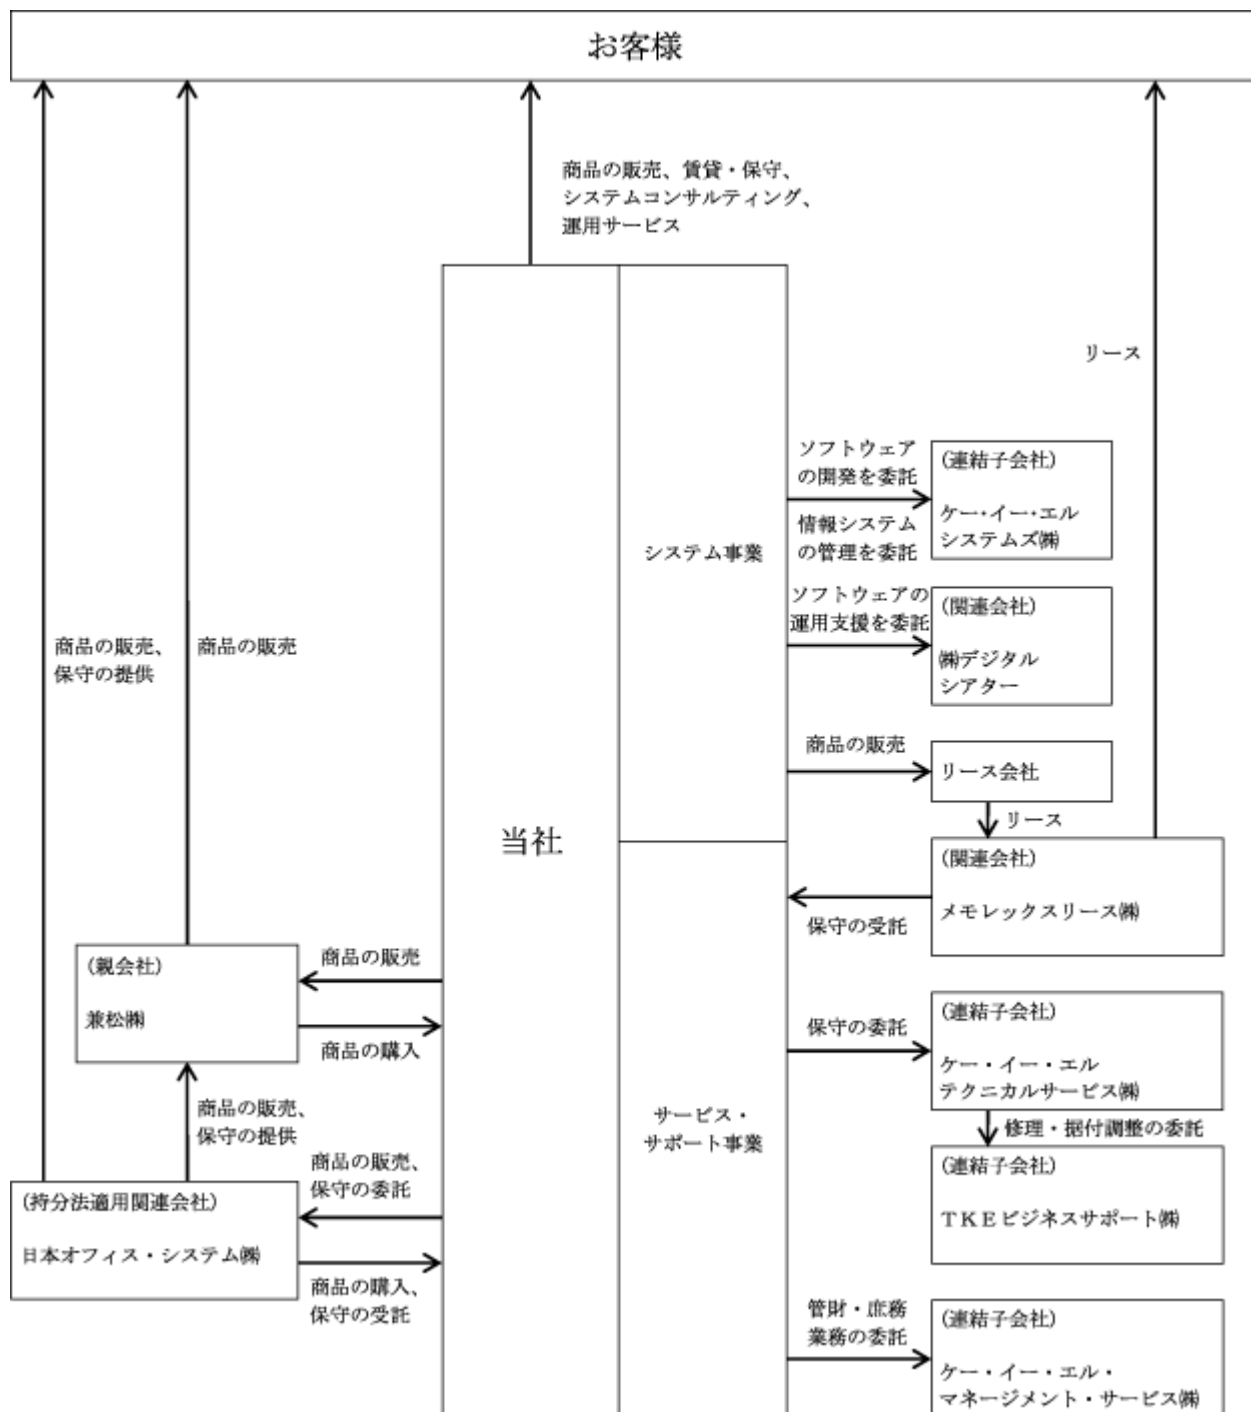 お客様
商品の販売、賃貸・保守、
システムコンサルティング、
運用サービス
リース
ソフトウェア
の開発を委託
情報システム
の管理を委託
(連結子会社)
ケー・イー・エル
システムズ㈱
システム事業
ソフトウェアの
運用支援を委託
(関連会社)
㈱デジタル
シアター
商品の販売、
保守の提供
商品の販売
商品の販売
リース会社
リース
当社
(関連会社)
メモレックスリース㈱
保守の受託
(親会社)
兼松㈱
商品の販売
商品の購入
保守の委託
(連結子会社)
ケー・イー・エル
テクニカルサービス㈱
商品の販売、
保守の提供
サービス・
サポート事業
修理・据付調整の委託
(連結子会社)
ＴＫＥビジネスサポート㈱
商品の販売、
保守の委託
(持分法適用関連会社)
日本オフィス・システム㈱
商品の購入、
保守の受託
管財・庶務
業務の委託
(連結子会社)
ケー・イー・エル・
マネージメント・サービス㈱